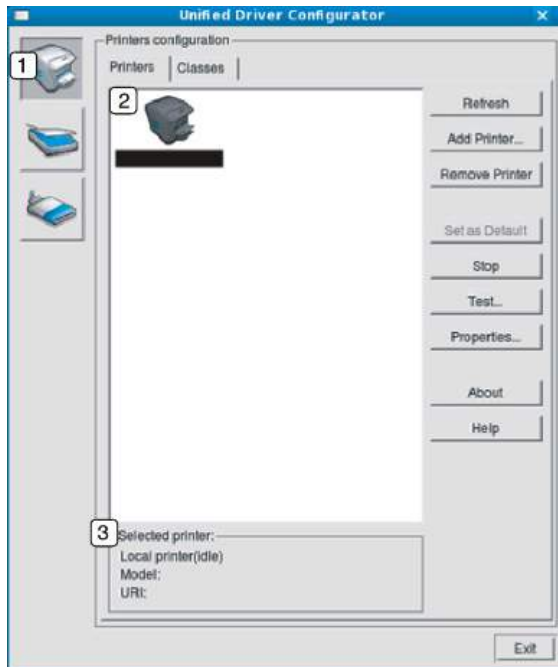 Unified Driver Configurator
Printers configuration
1
Printers
Classes
2
Refresh
Add Printer...
Remove Printer
Set as Default
Stop
Test...
Properties...
About
Help
3
Selected printer:
Local printer(idle)
Model:
URI:
Exit